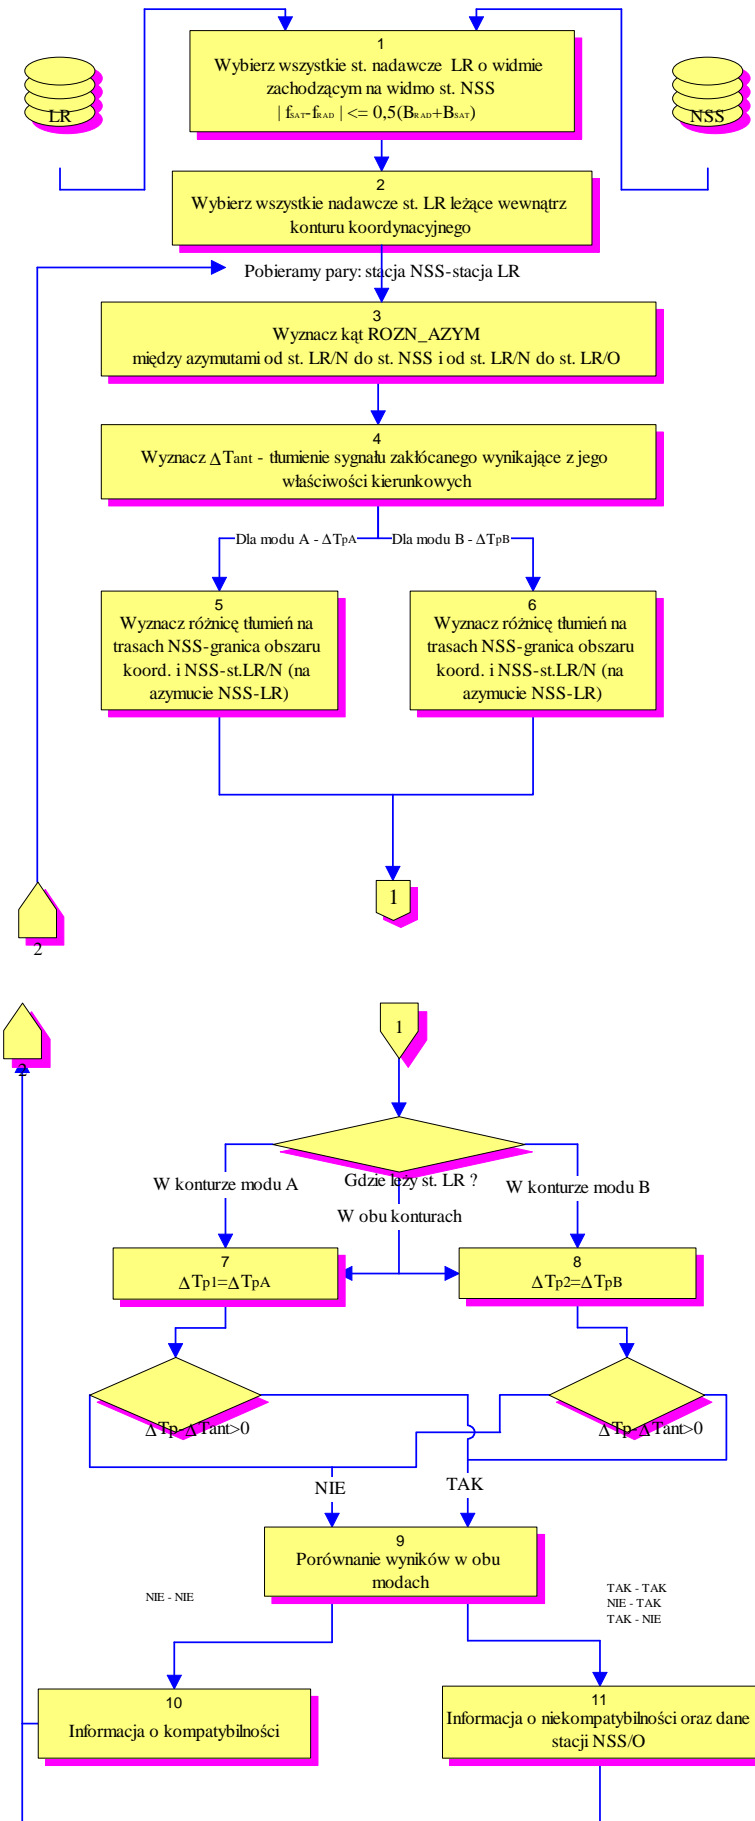 1
Wybierz wszystkie st. nadawcze LR o widmie
zachodzącym na widmo st. NSS
| fSAT-fRAD | <= 0,5(BRAD+BSAT)
LR
NSS
2
Wybierz wszystkie nadawcze st. LR leżące wewnątrz
konturu koordynacyjnego
Pobieramy pary: stacja NSS-stacja LR
3
Wyznacz kąt ROZN_AZYM
między azymutami od st. LR/N do st. NSS i od st. LR/N do st. LR/O
4
Wyznacz ΔTant - tłumienie sygnału zakłócanego wynikające z jego
właściwości kierunkowych
Dla modu A - ΔTpA
Dla modu B - ΔTpB
5
Wyznacz różnicę tłumień na
trasach NSS-granica obszaru
koord. i NSS-st.LR/N (na
azymucie NSS-LR)
6
Wyznacz różnicę tłumień na
trasach NSS-granica obszaru
koord. i NSS-st.LR/N (na
azymucie NSS-LR)
1
2
1
2
Gdzie leży st. LR ?
W konturze modu A
W konturze modu B
W obu konturach
7
ΔTp1=ΔTpA
8
ΔTp2=ΔTpB
ΔTp-ΔTant>0
ΔTp-ΔTant>0
NIE
TAK
9
Porównanie wyników w obu
modach
NIE - NIE
TAK - TAK
NIE - TAK
TAK - NIE
10
Informacja o kompatybilności
11
Informacja o niekompatybilności oraz dane
stacji NSS/O